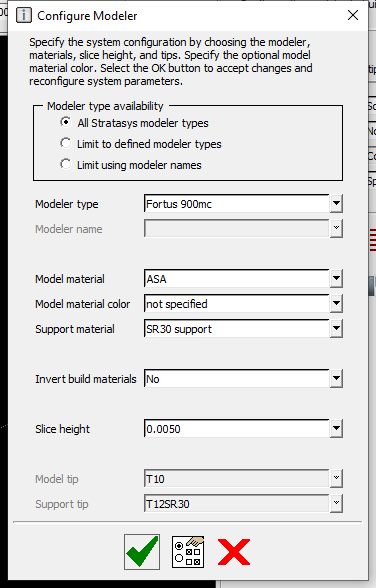 Configure Modeler
Specify the system configuration by choosing the modeler,
materials, slice height, and tips. Specify the optional model
material color. Select the OK button to accept changes and
reconfigure system parameters.
Modeler type availability
All Stratasys modeler types
Limit to defined modeler types
Limit using modeler names
Modeler type Fortus 900mc
Modeler name
Model material ASA
Model material color not specified
Support material SR30 support
Invert build materials No
Slice height 0.0050
Model tip T10
Support tip T12SR30